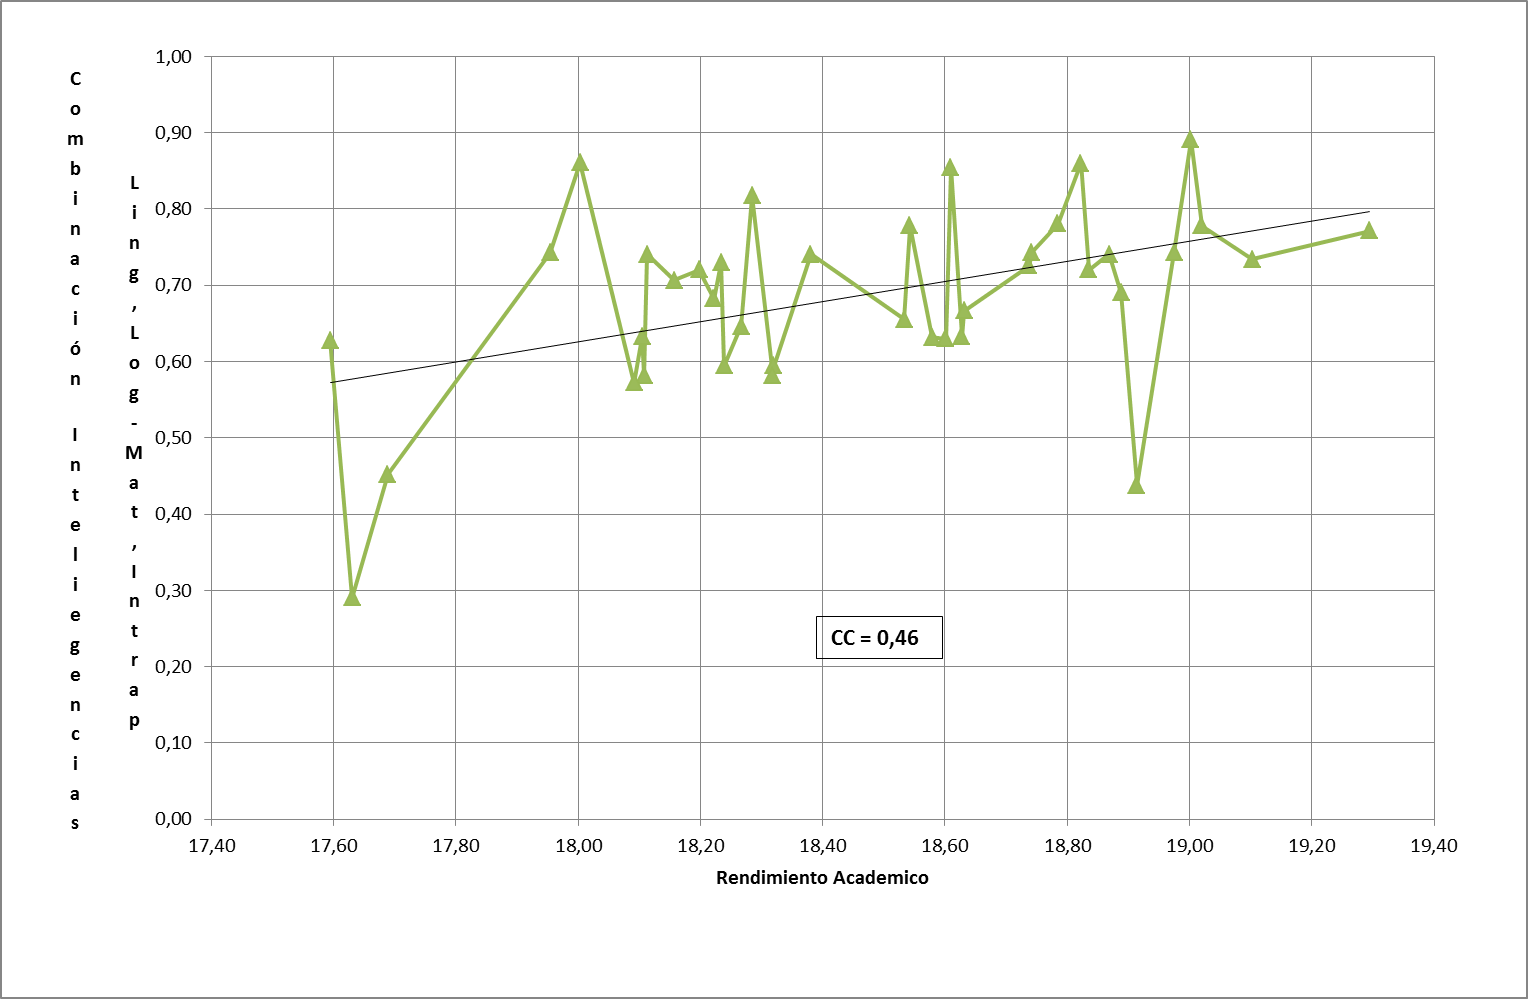 Combinación Inteliegencias
Ling,Log-Mat,Intrap
1,00
0,90
0,80
0,70
0,60
0,50
0,40
0,30
0,20
0,10
0,00
CC = 0,46
17,40 17,60 17,80 18,00 18,20 18,40 18,60 18,80 19,00 19,20 19,40
Rendimiento Academico